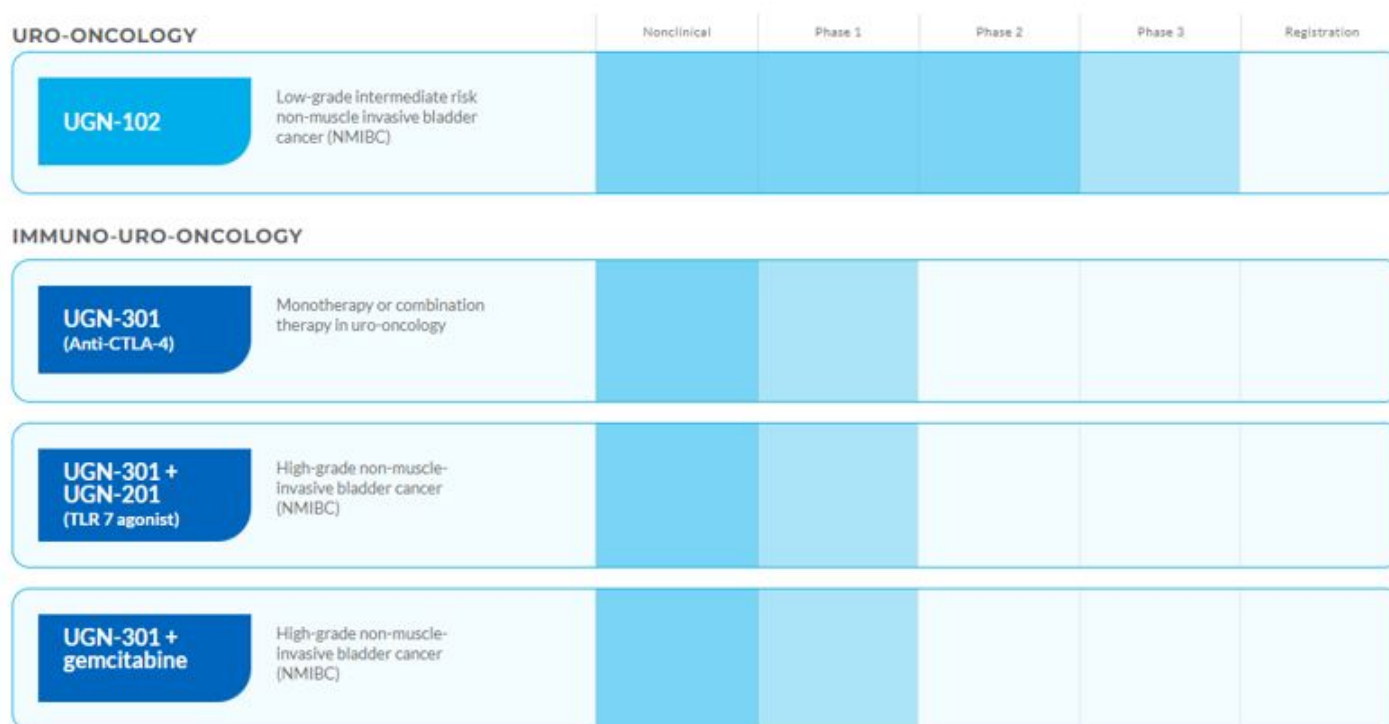 URO-ONCOLOGY
Nonclinical
Phase 1
Phase 2
Phase 3
Registration
UGN-102
Low-grade intermediate risk
non-muscle invasive bladder
cancer (NMIBC)
IMMUNO-URO-ONCOLOGY
UGN-301
(Anti-CTLA-4)
Monotherapy or combination
therapy in uro-oncology
UGN-301 +
UGN-201
(TLR 7 agonist)
High-grade non-muscle-
invasive bladder cancer
(NMIBC)
UGN-301 +
gemcitabine
High-grade non-muscle-
invasive bladder cancer
(NMIBC)